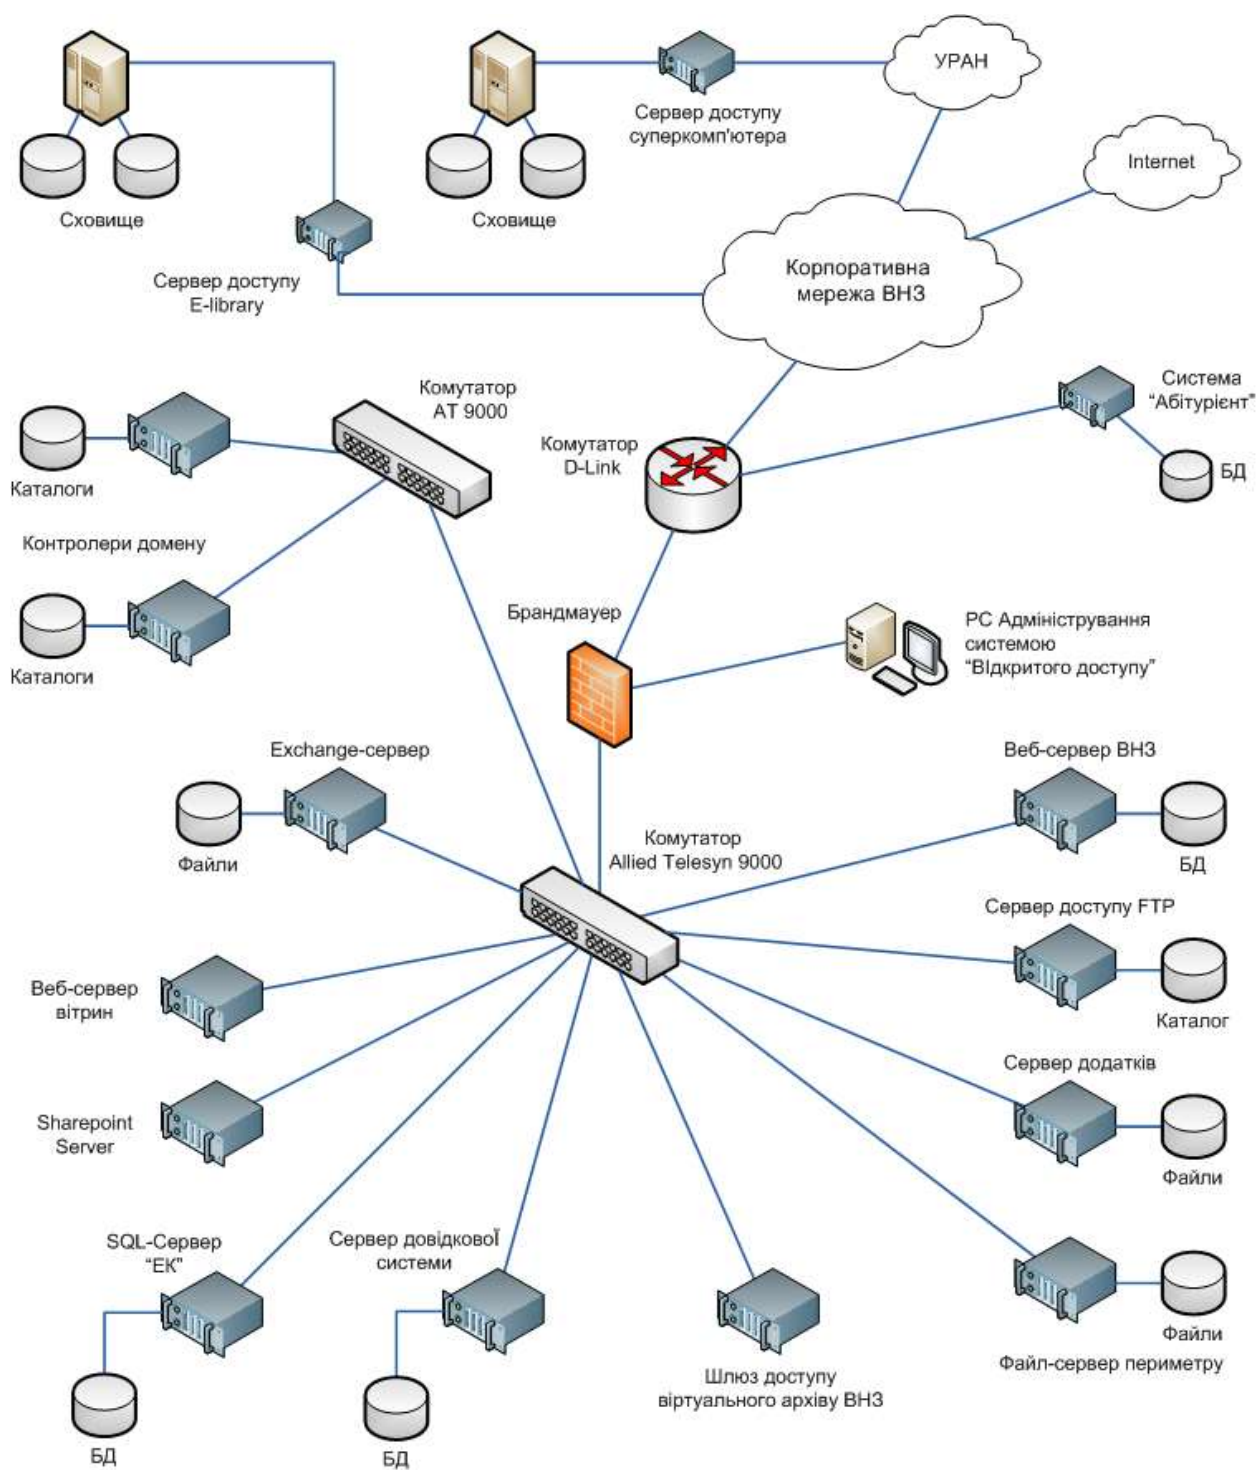 УРАН
Сервер доступу
суперкомп'ютера
Internet
Сховище
Сховище
Корпоративна
мережа ВНЗ
Сервер доступу
E-library
Комутатор
AT 9000
Система
“Абітурієнт”
Комутатор
D-Link
БД
Каталоги
Контролери домену
Брандмауер
РС Адміністрування
системою
“ВІдкритого доступу”
Каталоги
Exchange-сервер
Веб-сервер ВНЗ
Файли
Комутатор
Allied Telesyn 9000
БД
Сервер доступу FTP
Веб-сервер
вітрин
Каталог
Сервер додатків
Sharepoint
Server
Файли
SQL-Сервер
“ЕК”
Сервер довідкової
системи
Файли
Файл-сервер периметру
Шлюз доступу
віртуального архіву ВНЗ
БД
БД